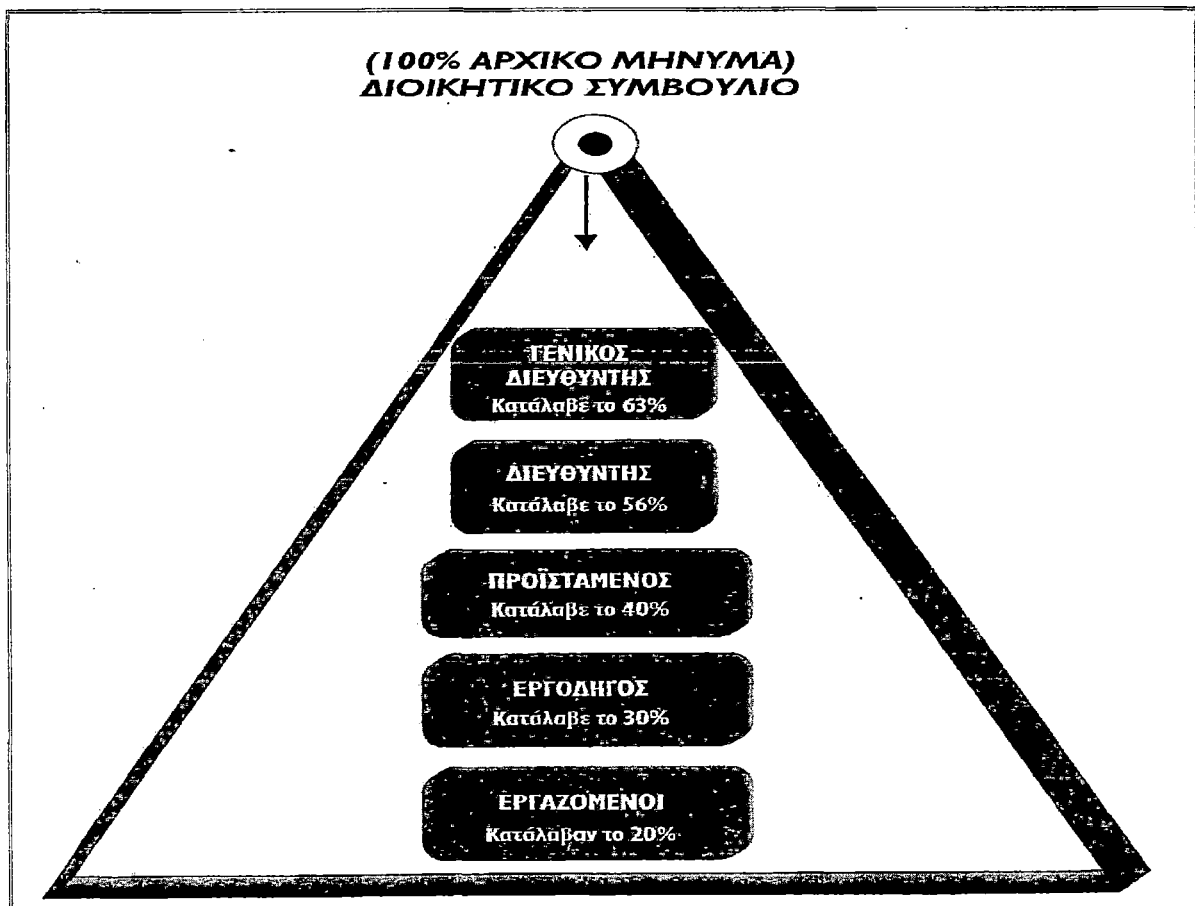 (100% ΑΡΧΙΚΟ ΜΗΝΥΜΑ)
ΔΙΟΙΚΗΤΙΚΟ ΣΥΜΒΟΥΛΙΟ
ΓΕΝΙΚΟΣ
ΔΙΕΥΘΥΝΤΗΣ
Κατάλαβε το 63%
ΔΙΕΥΘΥΝΤΗΣ
Κατάλαβε το 56%
ΠΡΟΪΣΤΑΜΕΝΟΣ
Κατάλαβε το 40%
ΕΡΓΟΔΗΓΟΣ
Κατάλαβε το 30%
ΕΡΓΑΖΟΜΕΝΟΙ
Κατάλαβαν το 20%